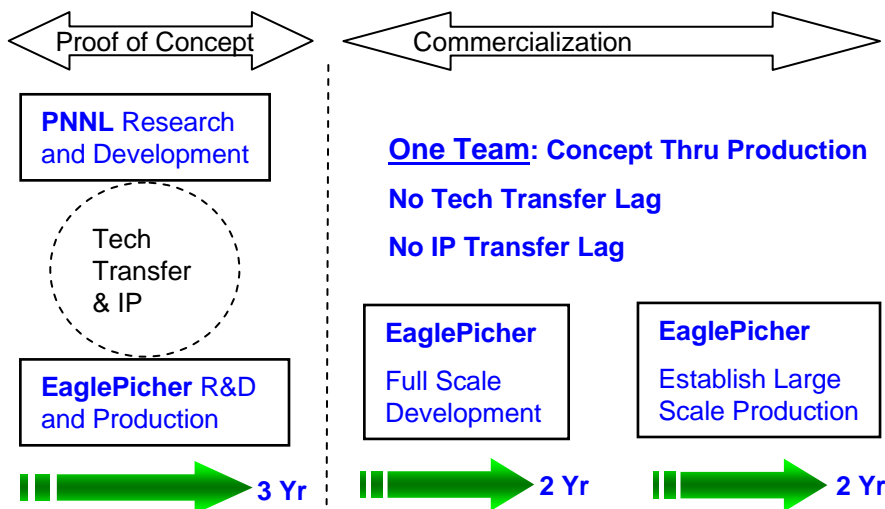 Proof of Concept
Commercialization
PNNL Research
and Development
Tech
Transfer
& IP
EaglePicher R&D
and Production
3 Yr
One Team: Concept Thru Production
No Tech Transfer Lag
No IP Transfer Lag
EaglePicher
Full Scale
Development
2 Yr
EaglePicher
Establish Large
Scale Production
2 Yr